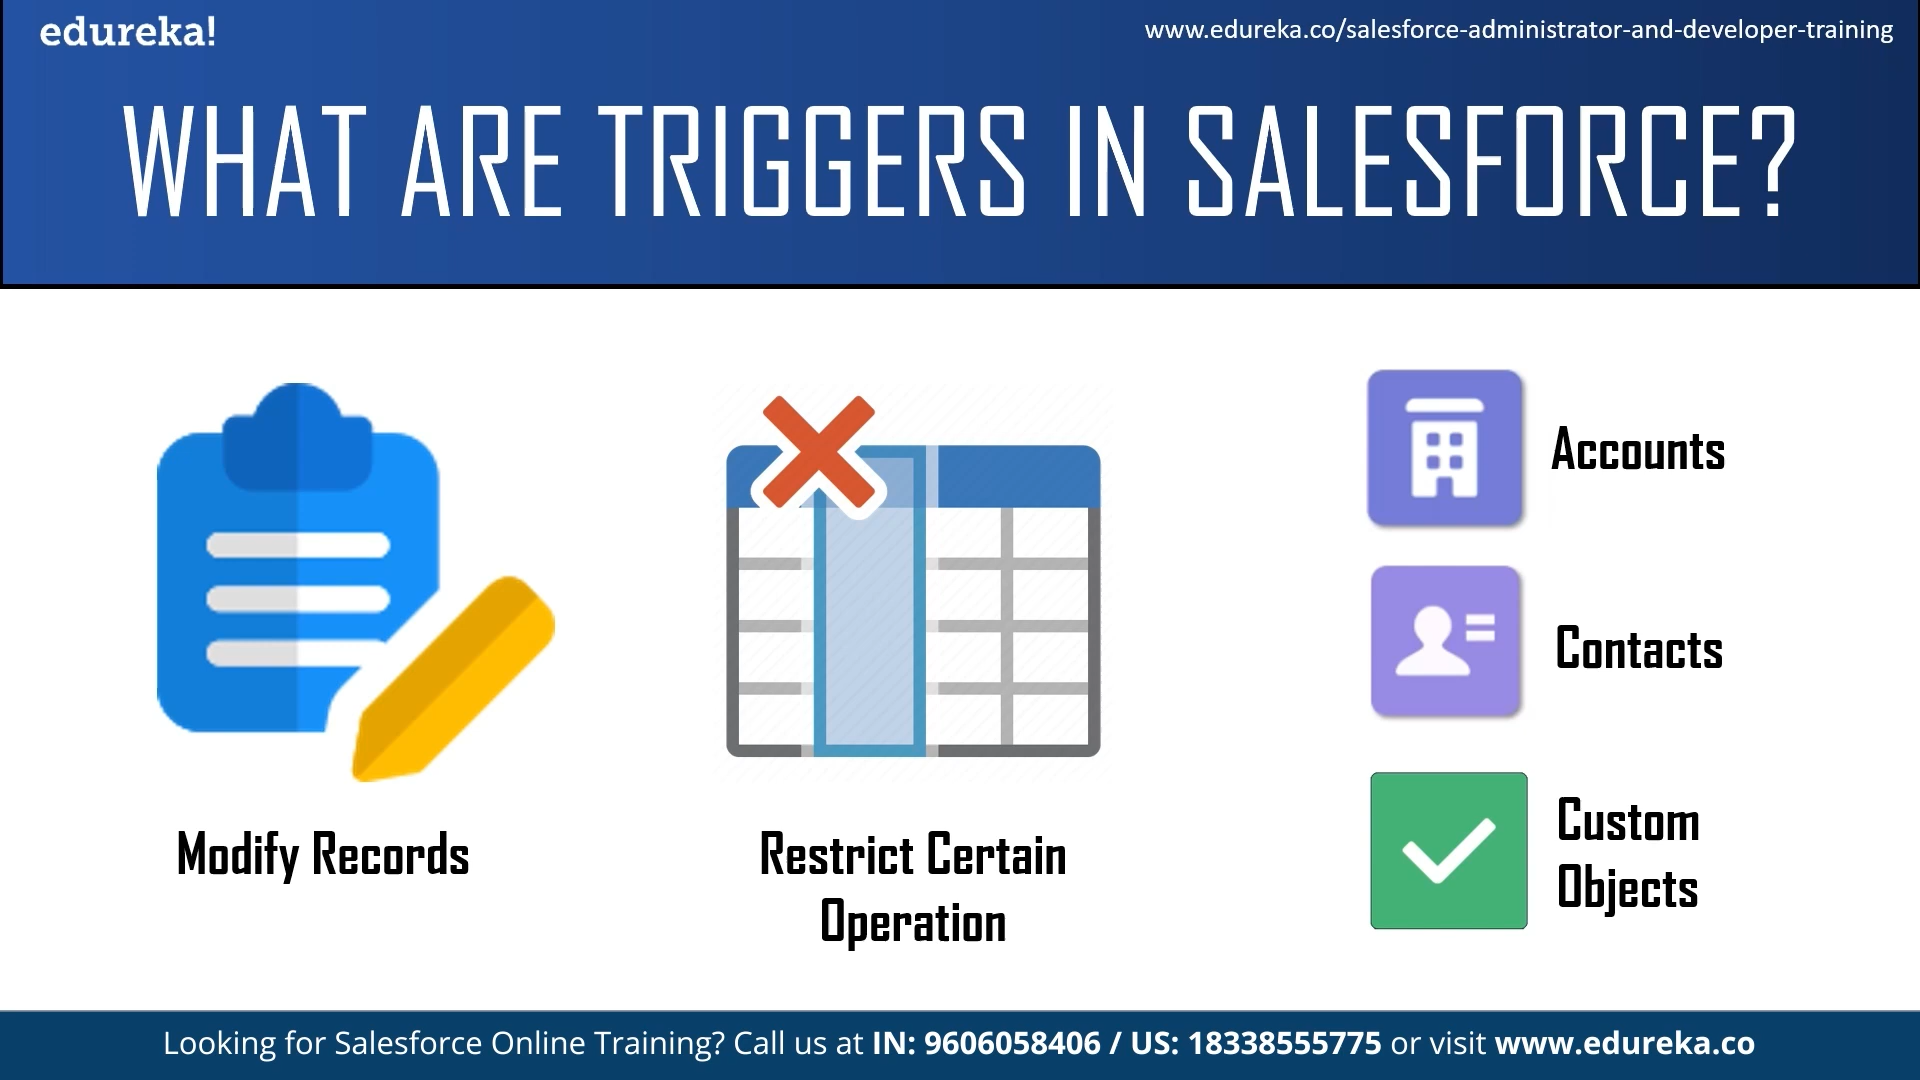 edureka!
www.edureka.co/salesforce-administrator-and-developer-training
WHAT ARE TRIGGERS IN SALESFORCE?
Modify Records
Restrict Certain
Operation
Accounts
Contacts
Custom
Objects
Looking for Salesforce Online Training? Call us at IN: 9606058406 / US: 18338555775 or visit www.edureka.co